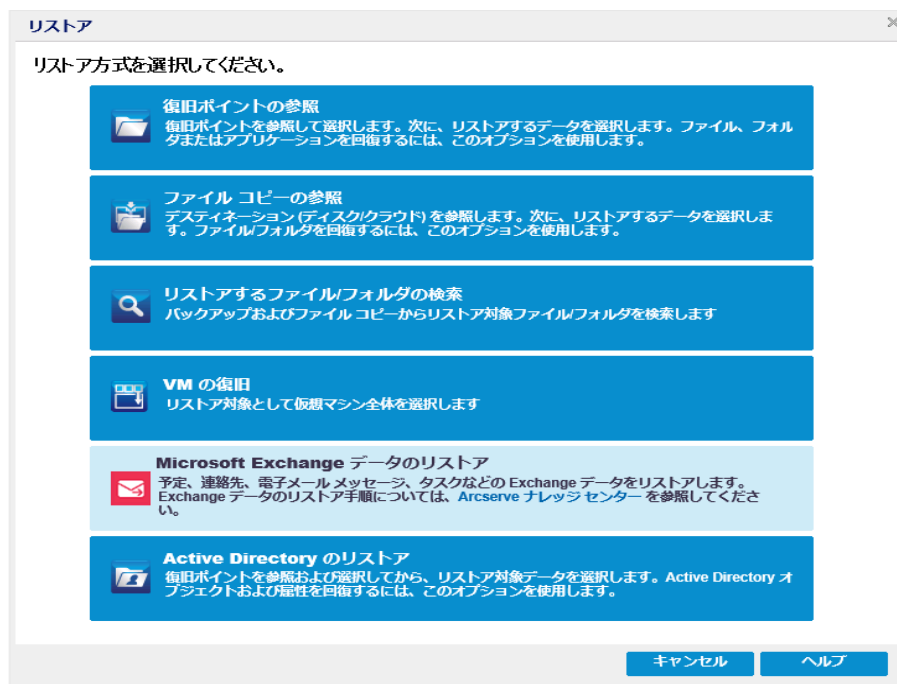 リストア
リストア方式を選択してください。
復旧ポイントの参照
復旧ポイントを参照して選択します。次に、リストアするデータを選択します。ファイル、フォル
ダまたはアプリケーションを回復するには、このオプションを使用します。
ファイル コピーの参照
デスティネーション (ディスク/クラウド) を参照します。次に、リストアするデータを選択しま
す。ファイル/フォルダを回復するには、このオプションを使用します。
リストアするファイル/フォルダの検索
バックアップおよびファイル コピーからリストア対象ファイル/フォルダを検索します
VM の復旧
リストア対象として仮想マシン全体を選択します
Microsoft Exchange データのリストア
予定、連絡先、電子メール メッセージ、タスクなどの Exchange データをリストアします。
Exchange データのリストア手順については、Arcserve ナレッジ センター を参照してくださ
い。
Active Directory のリストア
復旧ポイントを参照および選択してから、リストア対象データを選択します。Active Directory オ
ブジェクトおよび属性を回復するには、このオプションを使用します。
キャンセル
ヘルプ